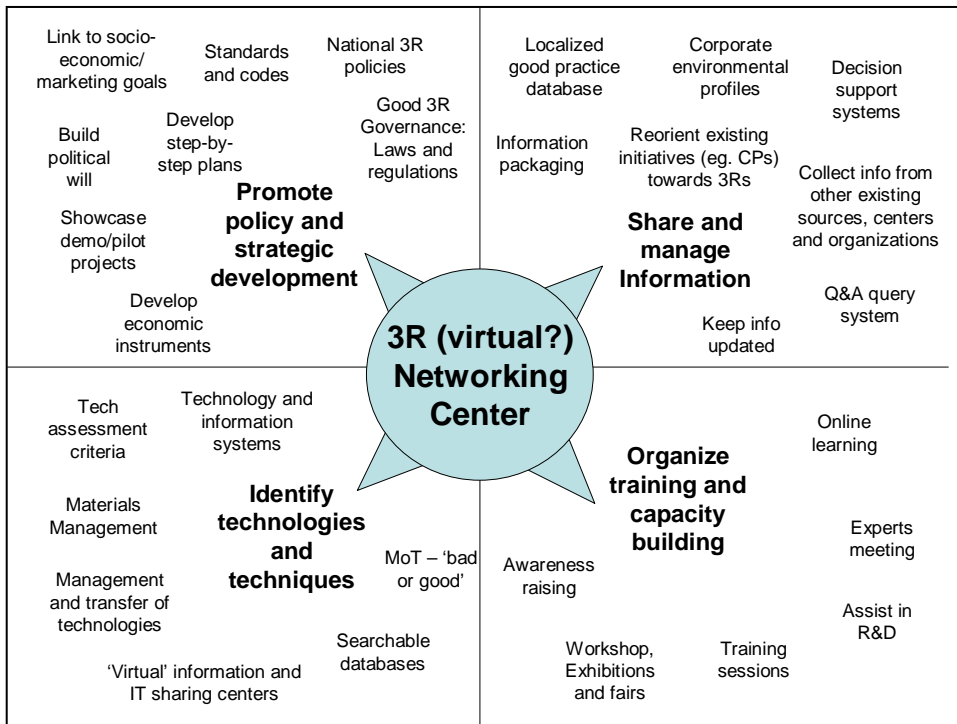 Link to socio-
economic/
marketing goals
Standards
and codes
National 3R
policies
Build
political
will
Develop
step-by-
step plans
Good 3R
Governance:
Laws and
regulations
Showcase
demo/pilot
projects
Promote
policy and
strategic
development
Develop
economic
instruments
Localized
good practice
database
Corporate
environmental
profiles
Decision
support
systems
Information
packaging
Reorient existing
initiatives (eg. CPs)
towards 3Rs
Collect info from
other existing
sources, centers
and organizations
Share and
manage
Information
Keep info
updated
Q&A query
system
3R (virtual?)
Networking
Center
Tech
assessment
criteria
Technology and
information
systems
Materials
Management
Identify
technologies
and
techniques
MoT – ‘bad
or good’
Management
and transfer of
technologies
Searchable
databases
‘Virtual’ information and
IT sharing centers
Online
learning
Organize
training and
capacity
building
Experts
meeting
Awareness
raising
Assist in
R&D
Workshop,
Exhibitions
and fairs
Training
sessions